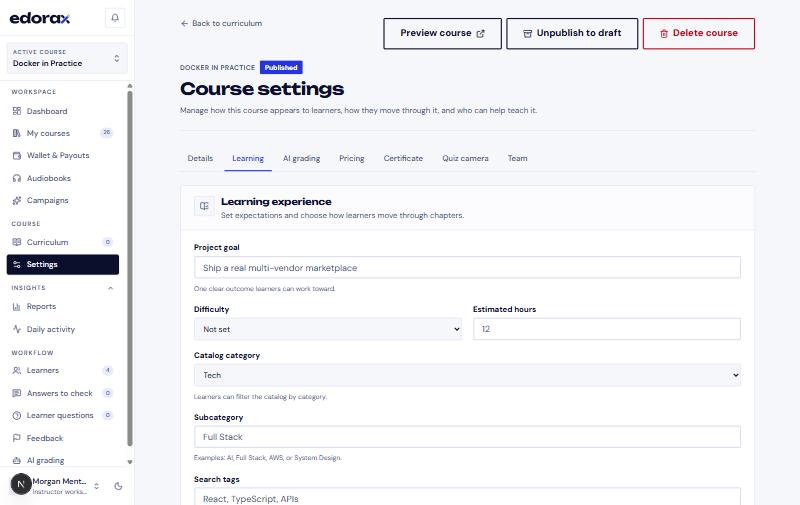 edorax
ACTIVE COURSE
Docker in Practice
WORKSPACE
Dashboard
My courses 26
Wallet & Payouts
Audiobooks
Campaigns
COURSE
Curriculum 0
Settings
INSIGHTS
Reports
Daily activity
WORKFLOW
Learners 4
Answers to check 0
Learner questions 0
Feedback
AI grading
N
Morgan Ment...
Instructor works...
Back to curriculum
Preview course
Unpublish to draft
Delete course
DOCKER IN PRACTICE Published
Course settings
Manage how this course appears to learners, how they move through it, and who can help teach it.
Details Learning AI grading Pricing Certificate Quiz camera Team
Learning experience
Set expectations and choose how learners move through chapters.
Project goal
Ship a real multi-vendor marketplace
One clear outcome learners can work toward.
Difficulty Estimated hours
Not set 12
Catalog category
Tech
Learners can filter the catalog by category.
Subcategory
Full Stack
Examples: AI, Full Stack, AWS, or System Design.
Search tags
React, TypeScript, APIs